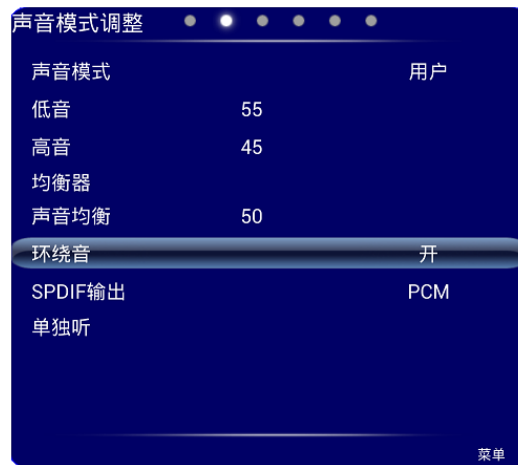 声音模式调整
声音模式 用户
低音 55
高音 45
均衡器
声音均衡 50
环绕音 开
SPDIF输出 PCM
单独听
菜单